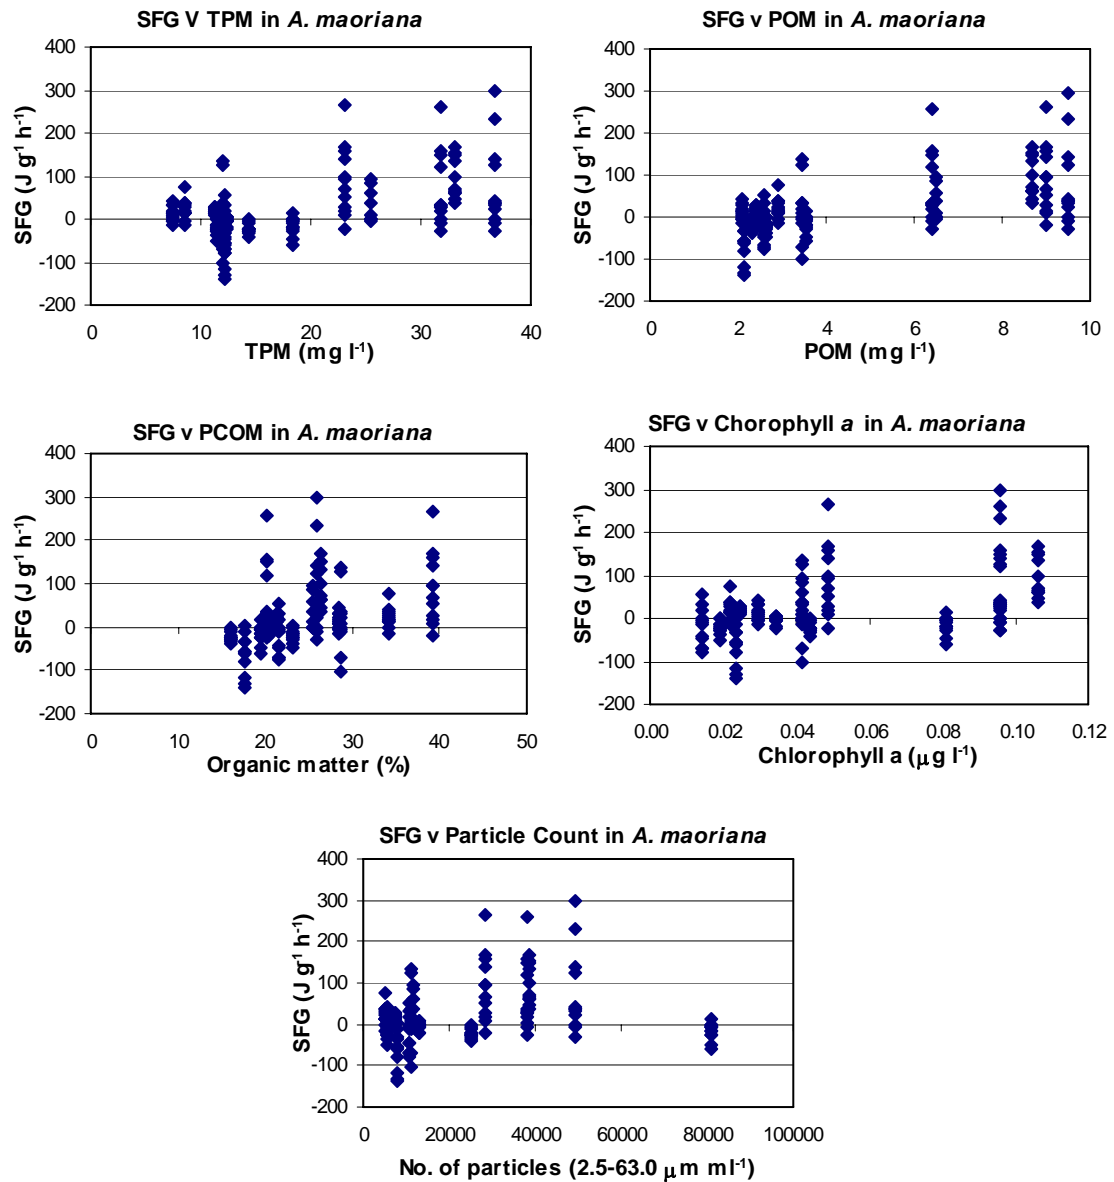 SFG V TPM in A. maoriana
400
300
200
100
0
-100
-200
SFG (J g-1 h-1)
0 10 20 30 40
TPM (mg l-1)
SFG v POM in A. maoriana
400
300
200
100
0
-100
-200
SFG (J g-1 h-1)
0 2 4 6 8 10
POM (mg l-1)
SFG v PCOM in A. maoriana
400
300
200
100
0
-100
-200
SFG (J g-1 h-1)
0 10 20 30 40 50
Organic matter (%)
SFG v Chorophyll a in A. maoriana
400
300
200
100
0
-100
-200
SFG (J g-1 h-1)
0.00 0.02 0.04 0.06 0.08 0.10 0.12
Chlorophyll a (μg l-1)
SFG v Particle Count in A. maoriana
400
300
200
100
0
-100
-200
SFG (J g-1 h-1)
0 20000 40000 60000 80000 100000
No. of particles (2.5-63.0 μm ml-1)